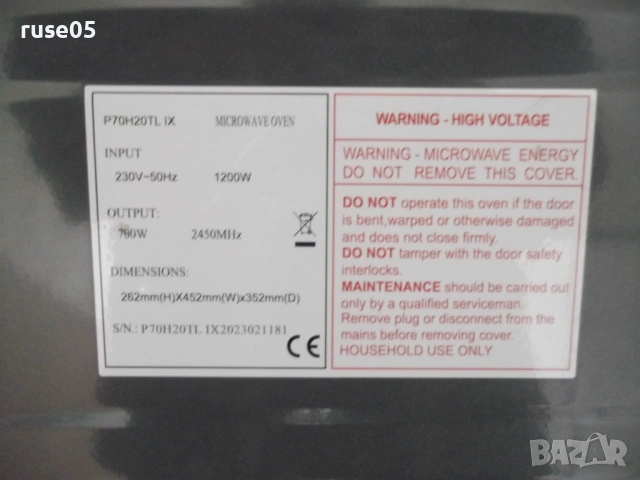 ruse05
P70H20TL IX MICROWAVE OVEN
INPUT
230V~50Hz 1200W
OUTPUT:
700W 2450MHz
DIMENSIONS:
262mm(H)X452mm(W)x352mm(D)
S/N.: P70H20TL IX2023021181
CE
WARNING - HIGH VOLTAGE
WARNING - MICROWAVE ENERGY
DO NOT REMOVE THIS COVER.
DO NOT operate this oven if the door
is bent,warped or otherwise damaged
and does not close firmly.
DO NOT tamper with the door safety
interlocks.
MAINTENANCE should be carried out
only by a qualified serviceman.
Remove plug or disconnect from the
mains before removing cover.
HOUSEHOLD USE ONLY
BAZAR